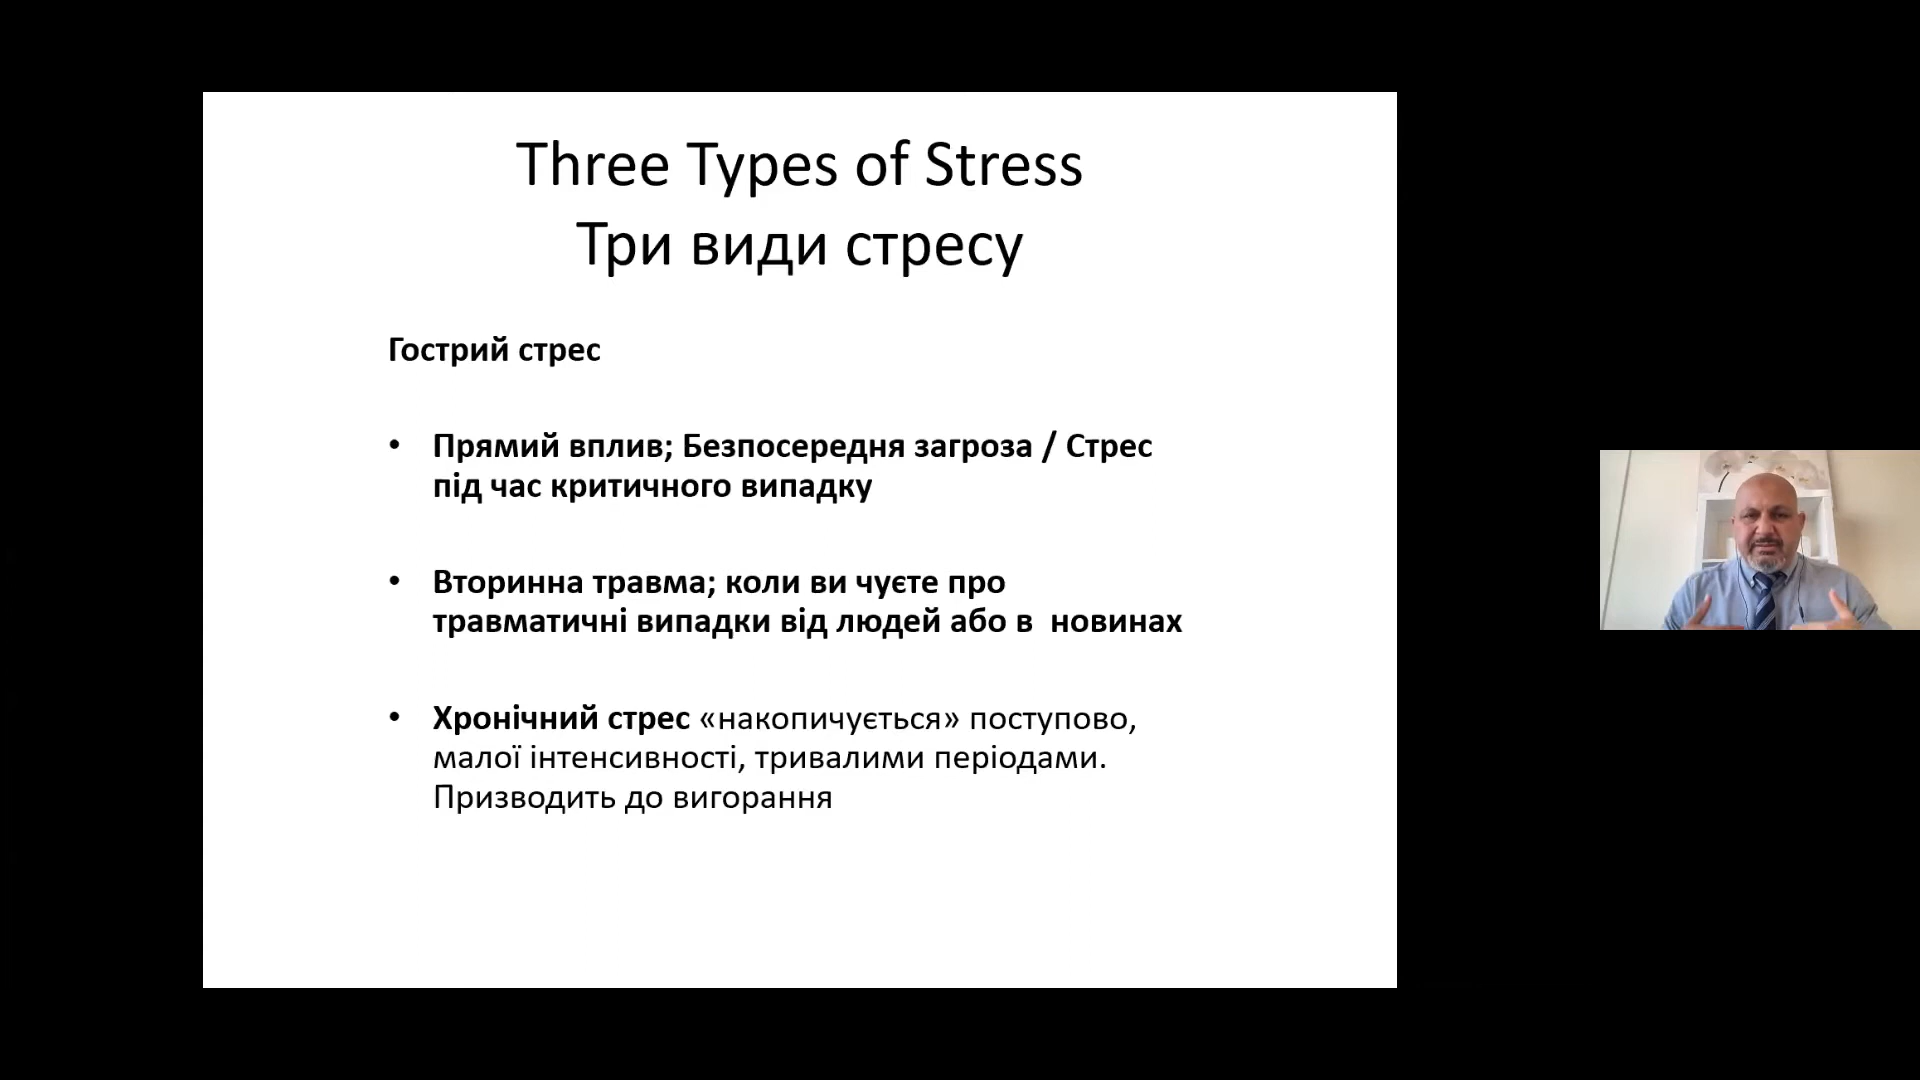 Three Types of Stress
Три види стресу
Гострий стрес
• Прямий вплив; Безпосередня загроза / Стрес
під час критичного випадку
• Вторинна травма; коли ви чуєте про
травматичні випадки від людей або в  новинах
• Хронічний стрес «накопичується» поступово,
малої інтенсивності, тривалими періодами.
Призводить до вигорання